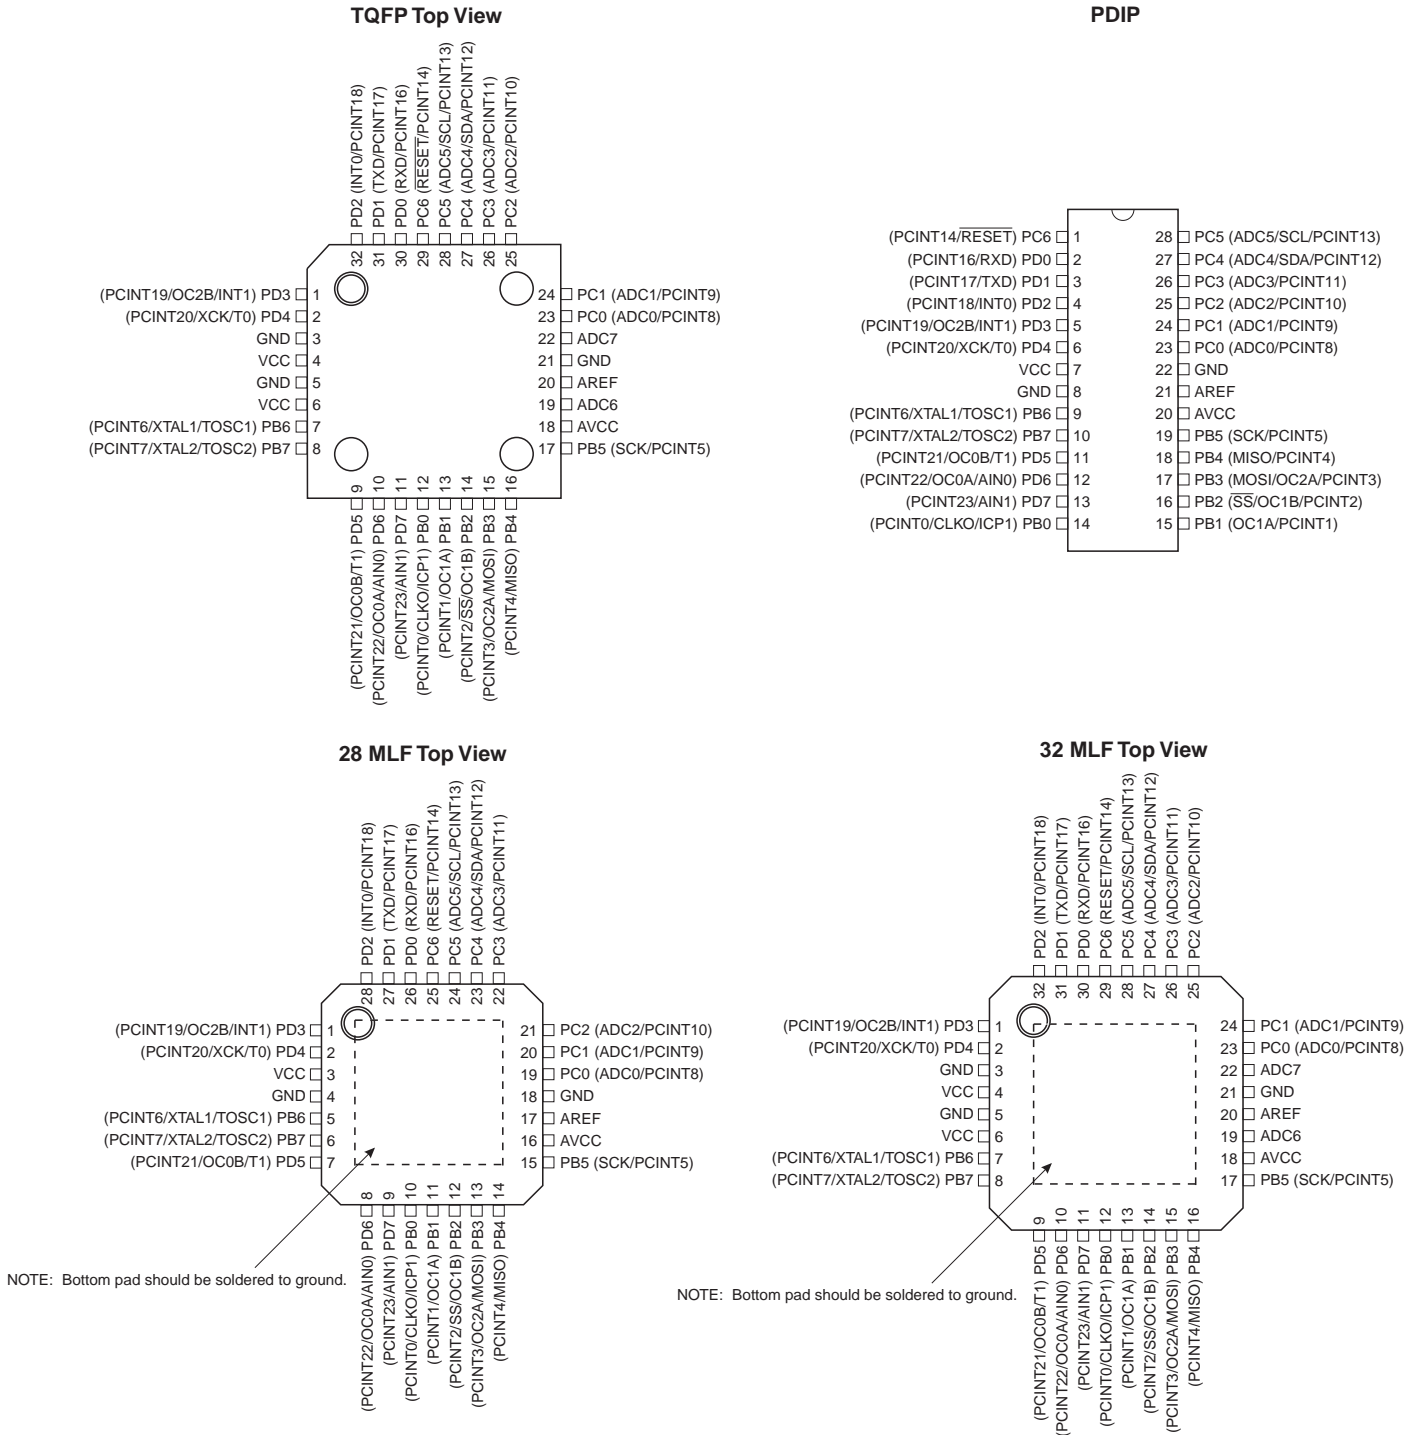 TQFP Top View
PD2 (INT0/PCINT18)
PD1 (TXD/PCINT17)
PD0 (RXD/PCINT16)
PC6 (RESET/PCINT14)
PC5 (ADC5/SCL/PCINT13)
PC4 (ADC4/SDA/PCINT12)
PC3 (ADC3/PCINT11)
PC2 (ADC2/PCINT10)
32
31
30
29
28
27
26
25
(PCINT19/OC2B/INT1) PD3 1
(PCINT20/XCK/T0) PD4 2
GND 3
VCC 4
GND 5
VCC 6
(PCINT6/XTAL1/TOSC1) PB6 7
(PCINT7/XTAL2/TOSC2) PB7 8
24 PC1 (ADC1/PCINT9)
23 PC0 (ADC0/PCINT8)
22 ADC7
21 GND
20 AREF
19 ADC6
18 AVCC
17 PB5 (SCK/PCINT5)
9
10
11
12
13
14
15
16
(PCINT21/OC0B/T1) PD5
(PCINT22/OC0A/AIN0) PD6
(PCINT23/AIN1) PD7
(PCINT0/CLKO/ICP1) PB0
(PCINT1/OC1A) PB1
(PCINT2/SS/OC1B) PB2
(PCINT3/OC2A/MOSI) PB3
(PCINT4/MISO) PB4
PDIP
(PCINT14/RESET) PC6 1
(PCINT16/RXD) PD0 2
(PCINT17/TXD) PD1 3
(PCINT18/INT0) PD2 4
(PCINT19/OC2B/INT1) PD3 5
(PCINT20/XCK/T0) PD4 6
VCC 7
GND 8
(PCINT6/XTAL1/TOSC1) PB6 9
(PCINT7/XTAL2/TOSC2) PB7 10
(PCINT21/OC0B/T1) PD5 11
(PCINT22/OC0A/AIN0) PD6 12
(PCINT23/AIN1) PD7 13
(PCINT0/CLKO/ICP1) PB0 14
28 PC5 (ADC5/SCL/PCINT13)
27 PC4 (ADC4/SDA/PCINT12)
26 PC3 (ADC3/PCINT11)
25 PC2 (ADC2/PCINT10)
24 PC1 (ADC1/PCINT9)
23 PC0 (ADC0/PCINT8)
22 GND
21 AREF
20 AVCC
19 PB5 (SCK/PCINT5)
18 PB4 (MISO/PCINT4)
17 PB3 (MOSI/OC2A/PCINT3)
16 PB2 (SS/OC1B/PCINT2)
15 PB1 (OC1A/PCINT1)
28 MLF Top View
PD2 (INT0/PCINT18)
PD1 (TXD/PCINT17)
PD0 (RXD/PCINT16)
PC6 (RESET/PCINT14)
PC5 (ADC5/SCL/PCINT13)
PC4 (ADC4/SDA/PCINT12)
PC3 (ADC3/PCINT11)
28
27
26
25
24
23
22
(PCINT19/OC2B/INT1) PD3 1
(PCINT20/XCK/T0) PD4 2
VCC 3
GND 4
(PCINT6/XTAL1/TOSC1) PB6 5
(PCINT7/XTAL2/TOSC2) PB7 6
(PCINT21/OC0B/T1) PD5 7
21 PC2 (ADC2/PCINT10)
20 PC1 (ADC1/PCINT9)
19 PC0 (ADC0/PCINT8)
18 GND
17 AREF
16 AVCC
15 PB5 (SCK/PCINT5)
8
9
10
11
12
13
14
(PCINT22/OC0A/AIN0) PD6
(PCINT23/AIN1) PD7
(PCINT0/CLKO/ICP1) PB0
(PCINT1/OC1A) PB1
(PCINT2/SS/OC1B) PB2
(PCINT3/OC2A/MOSI) PB3
(PCINT4/MISO) PB4
NOTE: Bottom pad should be soldered to ground.
32 MLF Top View
PD2 (INT0/PCINT18)
PD1 (TXD/PCINT17)
PD0 (RXD/PCINT16)
PC6 (RESET/PCINT14)
PC5 (ADC5/SCL/PCINT13)
PC4 (ADC4/SDA/PCINT12)
PC3 (ADC3/PCINT11)
PC2 (ADC2/PCINT10)
32
31
30
29
28
27
26
25
(PCINT19/OC2B/INT1) PD3 1
(PCINT20/XCK/T0) PD4 2
GND 3
VCC 4
GND 5
VCC 6
(PCINT6/XTAL1/TOSC1) PB6 7
(PCINT7/XTAL2/TOSC2) PB7 8
24 PC1 (ADC1/PCINT9)
23 PC0 (ADC0/PCINT8)
22 ADC7
21 GND
20 AREF
19 ADC6
18 AVCC
17 PB5 (SCK/PCINT5)
9
10
11
12
13
14
15
16
(PCINT21/OC0B/T1) PD5
(PCINT22/OC0A/AIN0) PD6
(PCINT23/AIN1) PD7
(PCINT0/CLKO/ICP1) PB0
(PCINT1/OC1A) PB1
(PCINT2/SS/OC1B) PB2
(PCINT3/OC2A/MOSI) PB3
(PCINT4/MISO) PB4
NOTE: Bottom pad should be soldered to ground.